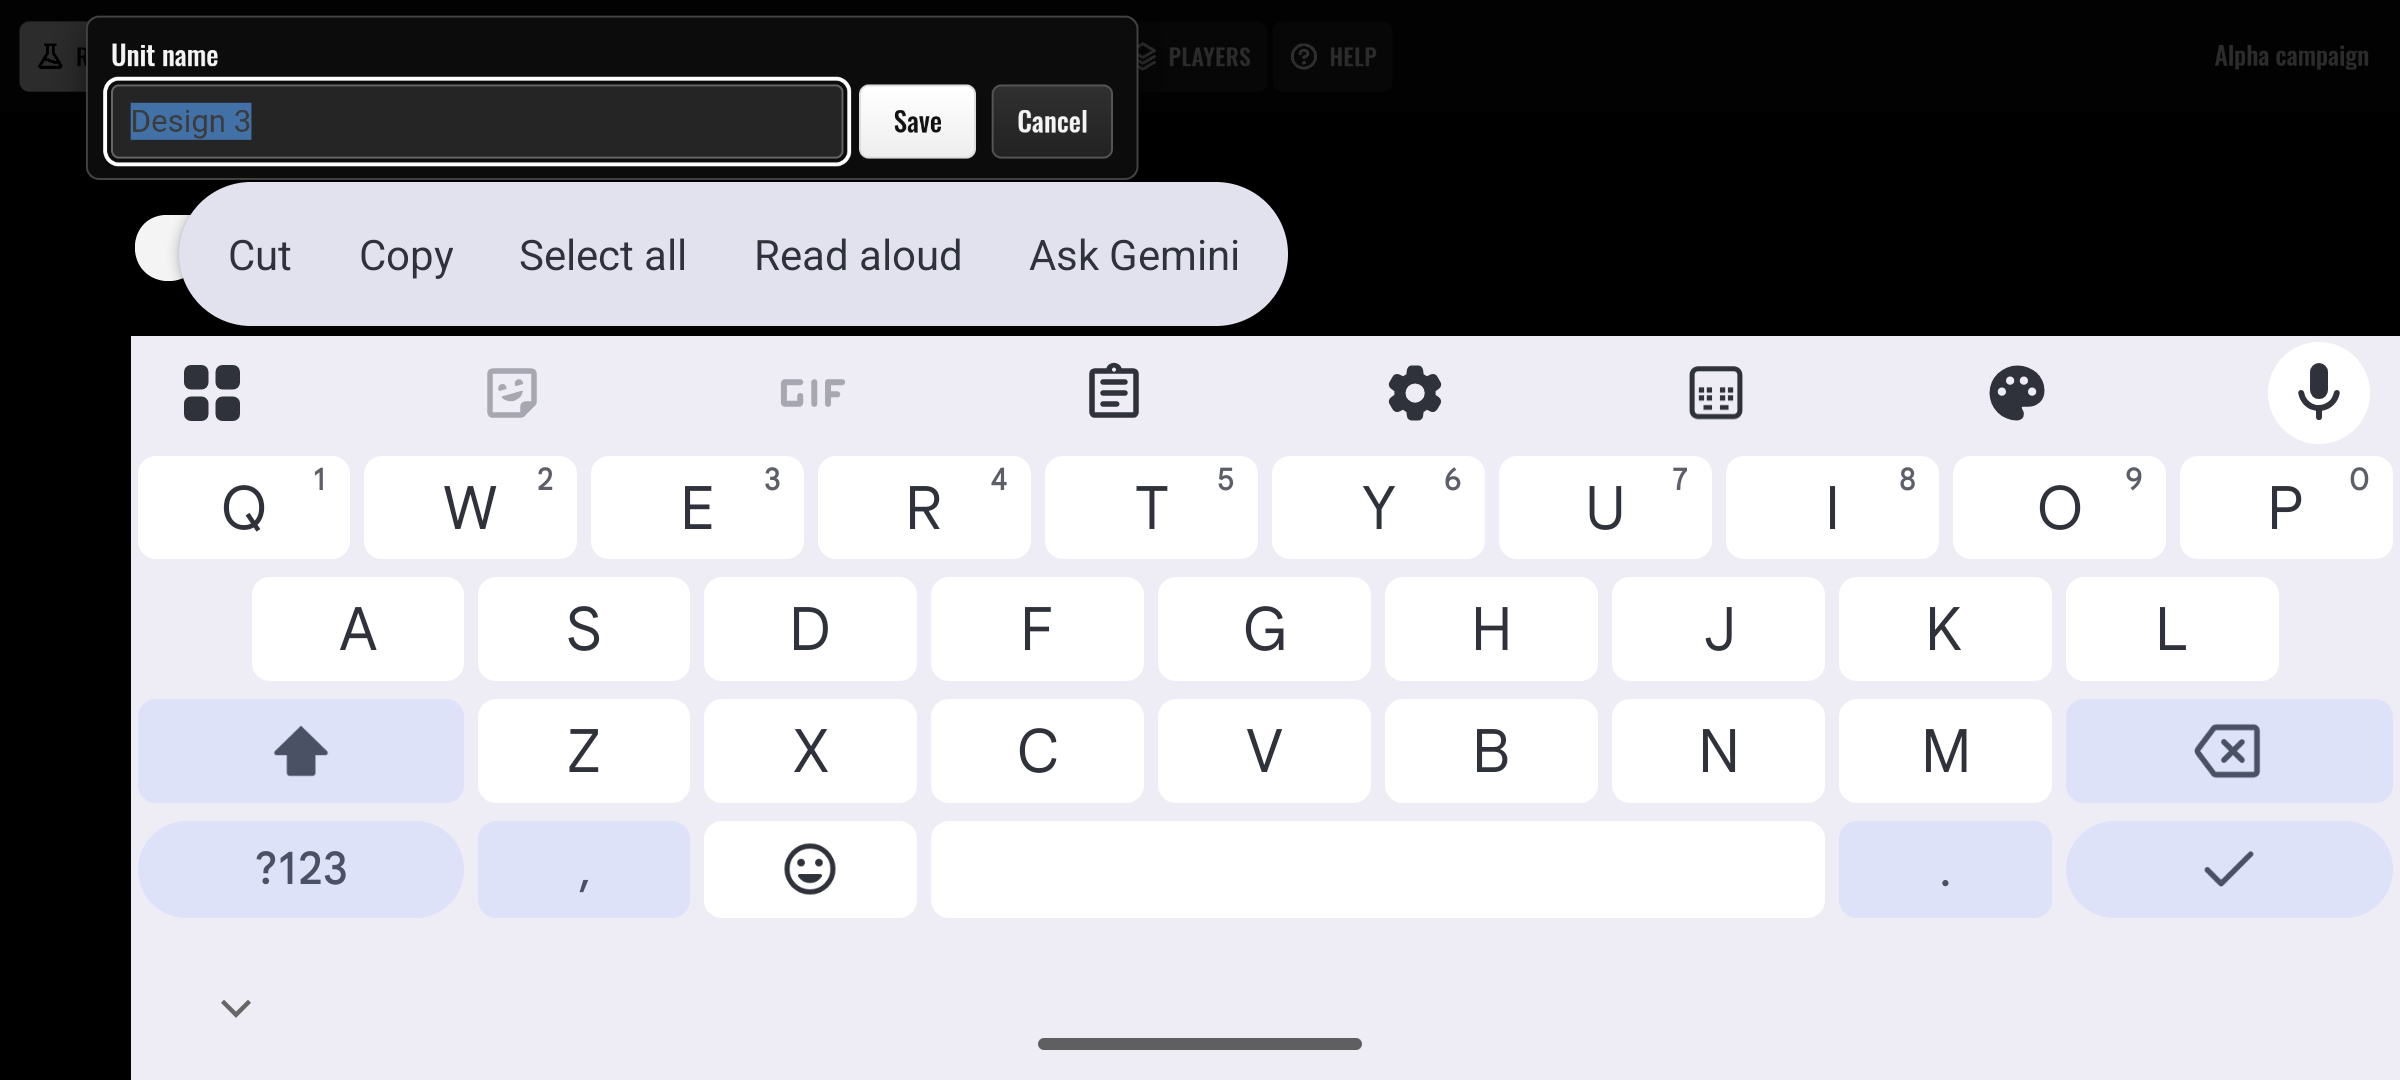 Unit name
R
PLAYERS
HELP
Alpha campaign
Design 3
Save
Cancel
Cut
Copy
Select all
Read aloud
Ask Gemini
GIF
Q 1 W 2 E 3 R 4 T 5 Y 6 U 7 I 8 O 9 P 0
A S D F G H J K L
Z X C V B N M
?123 , .